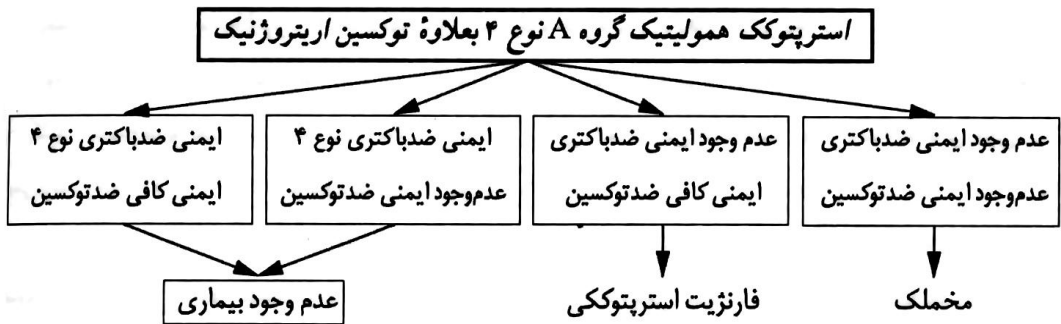 استرپتوکک همولیتیک گروه A نوع ۴ بعلاوهٔ توکسین اریتروژنیک
عدم وجود ایمنی ضدباکتری
عدم وجود ایمنی ضدتوکسین
عدم وجود ایمنی ضدباکتری
ایمنی کافی ضدتوکسین
ایمنی ضدباکتری نوع ۴
عدم‌وجود ایمنی ضدتوکسین
ایمنی ضدباکتری نوع ۴
ایمنی کافی ضدتوکسین
مخملک
فارنژیت استرپتوککی
عدم وجود بیماری